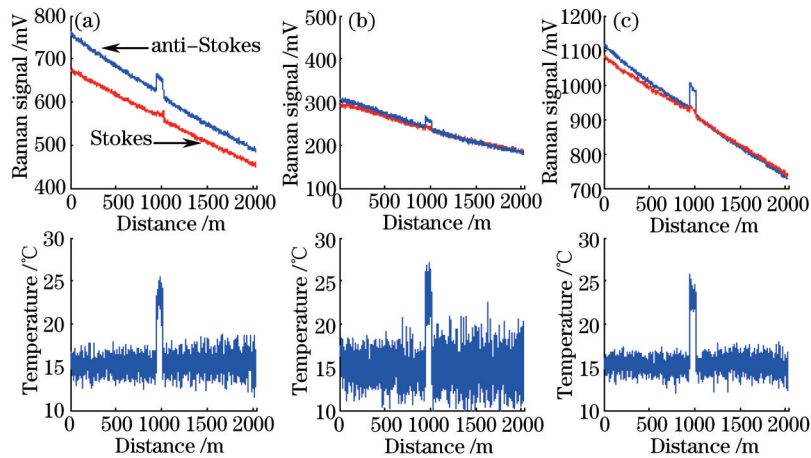 (a)
Raman signal /mV
800
700
600
500
400
anti-Stokes
Stokes
0 500 1000 1500 2000
Distance /m
(b)
Raman signal /mV
500
400
300
200
100
0 500 1000 1500 2000
Distance /m
(c)
Raman signal /mV
1200
1100
1000
900
800
700
0 500 1000 1500 2000
Distance /m
Temperature /℃
30
25
20
15
10
0 500 1000 1500 2000
Distance /m
Temperature /℃
30
25
20
15
10
0 500 1000 1500 2000
Distance /m
Temperature /℃
30
25
20
15
10
0 500 1000 1500 2000
Distance /m